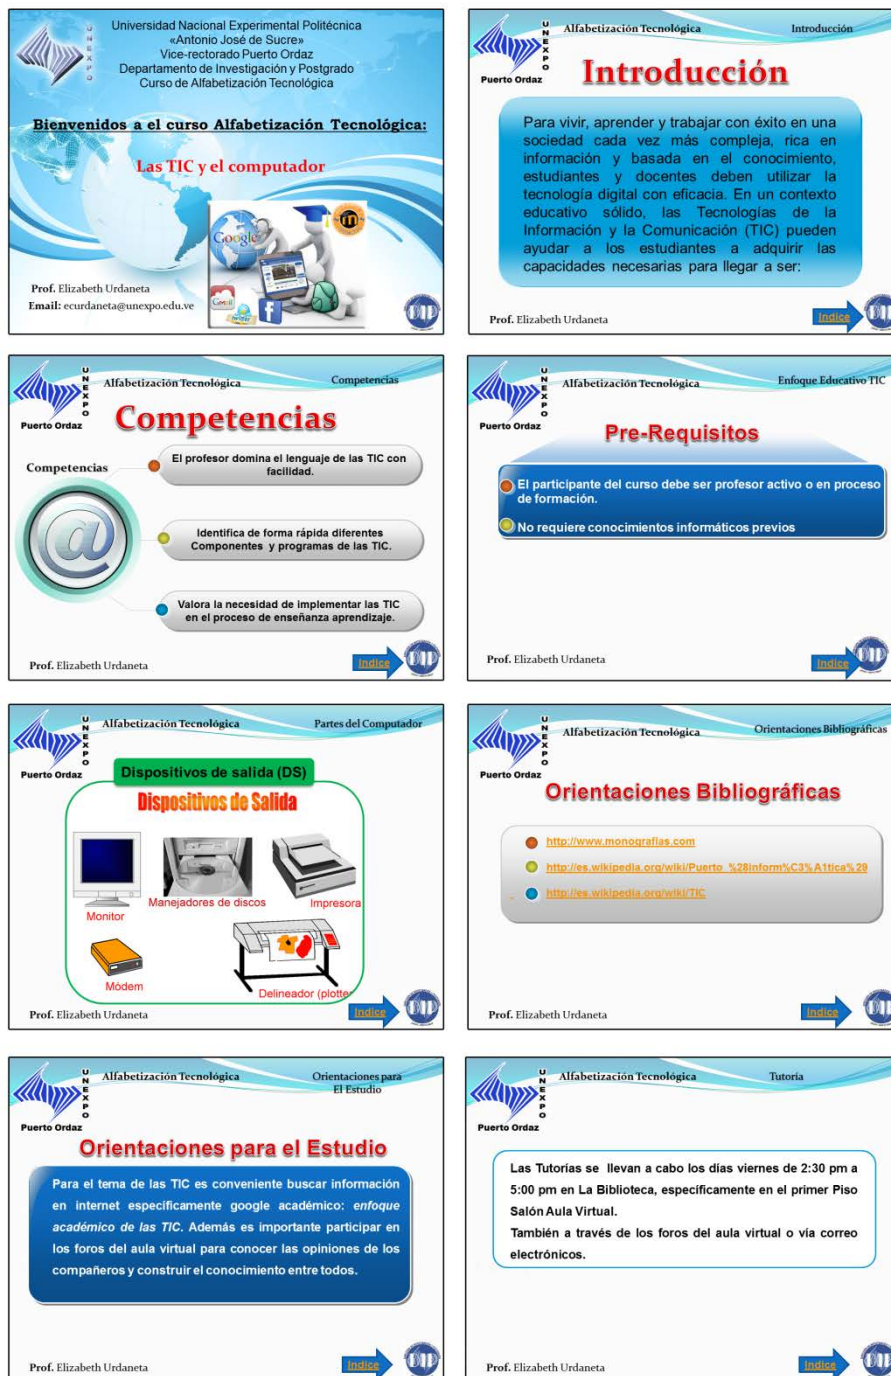 UNEXPO
Universidad Nacional Experimental Politécnica
«Antonio José de Sucre»
Vice-rectorado Puerto Ordaz
Departamento de Investigación y Postgrado
Curso de Alfabetización Tecnológica
Bienvenidos a el curso Alfabetización Tecnológica:
Las TIC y el computador
Google
Gmail
twitter
Prof. Elizabeth Urdaneta
Email: ecurdaneta@unexpo.edu.ve
UNEXPO
Puerto Ordaz
Alfabetización Tecnológica
Introducción
Introducción
Para vivir, aprender y trabajar con éxito en una
sociedad cada vez más compleja, rica en
información y basada en el conocimiento,
estudiantes y docentes deben utilizar la
tecnología digital con eficacia. En un contexto
educativo sólido, las Tecnologías de la
Información y la Comunicación (TIC) pueden
ayudar a los estudiantes a adquirir las
capacidades necesarias para llegar a ser:
Prof. Elizabeth Urdaneta
Indice
UNEXPO
Puerto Ordaz
Alfabetización Tecnológica
Competencias
Competencias
Competencias
@
El profesor domina el lenguaje de las TIC con
facilidad.
Identifica de forma rápida diferentes
Componentes y programas de las TIC.
Valora la necesidad de implementar las TIC
en el proceso de enseñanza aprendizaje.
Prof. Elizabeth Urdaneta
Indice
UNEXPO
Puerto Ordaz
Alfabetización Tecnológica
Enfoque Educativo TIC
Pre-Requisitos
El participante del curso debe ser profesor activo o en proceso
de formación.
No requiere conocimientos informáticos previos
Prof. Elizabeth Urdaneta
Indice
UNEXPO
Puerto Ordaz
Alfabetización Tecnológica
Partes del Computador
Dispositivos de salida (DS)
Dispositivos de Salida
Monitor
Manejadores de discos
Impresora
Módem
Delineador (plotter
Prof. Elizabeth Urdaneta
Indice
UNEXPO
Puerto Ordaz
Alfabetización Tecnológica
Orientaciones Bibliográficas
Orientaciones Bibliográficas
http://www.monografias.com
http://es.wikipedia.org/wiki/Puerto_%28inform%C3%A1tica%29
http://es.wikipedia.org/wiki/TIC
Prof. Elizabeth Urdaneta
Indice
UNEXPO
Puerto Ordaz
Alfabetización Tecnológica
Orientaciones para
El Estudio
Orientaciones para el Estudio
Para el tema de las TIC es conveniente buscar información
en internet específicamente google académico: enfoque
académico de las TIC. Además es importante participar en
los foros del aula virtual para conocer las opiniones de los
compañeros y construir el conocimiento entre todos.
Prof. Elizabeth Urdaneta
Indice
UNEXPO
Puerto Ordaz
Alfabetización Tecnológica
Tutoría
Las Tutorías se llevan a cabo los días viernes de 2:30 pm a
5:00 pm en La Biblioteca, específicamente en el primer Piso
Salón Aula Virtual.
También a través de los foros del aula virtual o vía correo
electrónicos.
Prof. Elizabeth Urdaneta
Indice